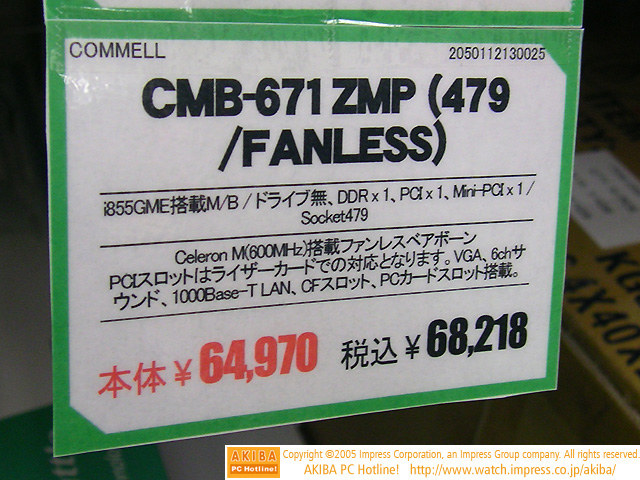 COMMELL
2050112130025
CMB-671 ZMP (479
/FANLESS)
i855GME搭載M/B / ドライブ無、DDR x 1、PCI x 1、Mini-PCI x 1 /
Socket479
Celeron M(600MHz)搭載ファンレスベアボーン
PCIスロットはライザーカードでの対応となります。VGA、6chサ
ウンド、1000Base-T LAN、CFスロット、PCカードスロット搭載。
本体 ¥ 64,970 税込 ¥ 68,218
AKIBA
PC Hotline!
Copyright ©2005 Impress Corporation, an Impress Group company. All rights reserved.
AKIBA PC Hotline! http://www.watch.impress.co.jp/akiba/